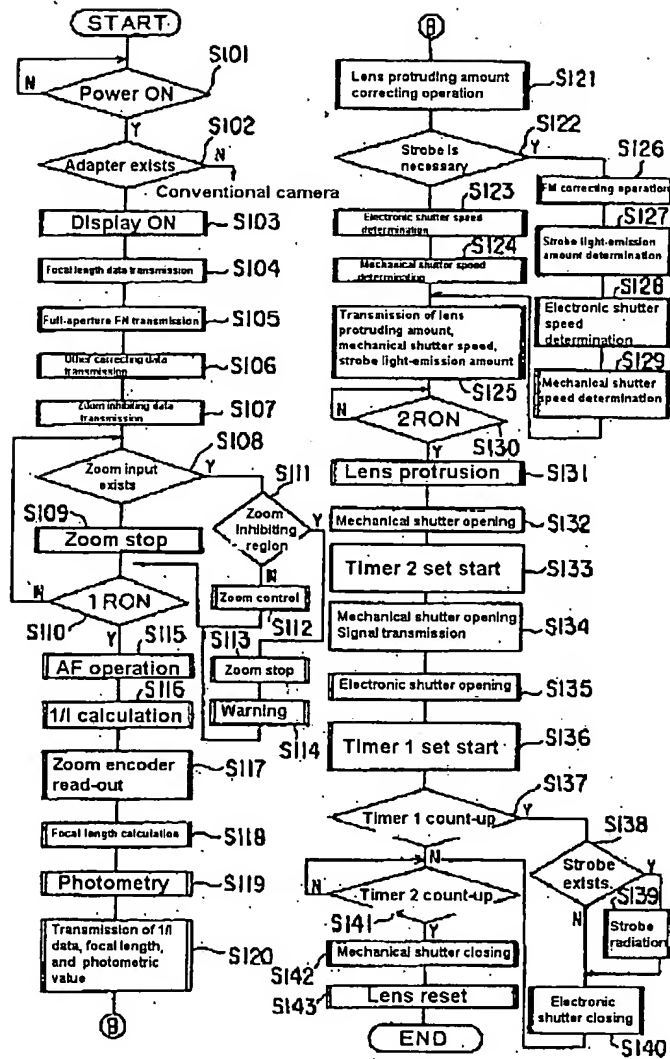 START
S101
N
Power ON
Y
S102
Adapter exists
N
Conventional camera
Display ON
S103
Focal length data transmission
S104
Full-aperture FN transmission
S105
Other correcting data
transmission
S106
Zoom inhibiting data
transmission
S107
S108
Zoom input
exists
Y
S109
Zoom stop
S111
Zoom
Inhibiting
region
Y
N
Zoom control
S112
N
1 RON
S110
Y
S113
Zoom stop
Warning
S114
S115
AF operation
S116
1/l calculation
Zoom encoder
read-out
S117
Focal length calculation
S118
Photometry
S119
Transmission of 1/l
data, focal length,
and photometric
value
S120
B
B
Lens protruding amount
correcting operation
S121
S122
Strobe is
necessary
Y
S126
FM correcting operation
S127
Strobe light-emission
amount determination
S128
Electronic shutter
speed
determination
S129
Mechanical shutter
speed determination
S123
Electronic shutter speed
determination
S124
Mechanical shutter speed
determination
Transmission of lens
protruding amount,
mechanical shutter speed,
strobe light-emission amount
S125
N
2RON
S130
Y
Lens protrusion
S131
Mechanical shutter opening
S132
Timer 2 set start
S133
Mechanical shutter opening
Signal transmission
S134
Electronic shutter opening
S135
Timer 1 set start
S136
S137
Timer 1 count-up
Y
N
S138
Strobe
exists.
Y
S139
N
Strobe
radiation
Electronic
shutter closing
S140
N
Timer 2 count-up
S141
Y
Mechanical shutter closing
S142
Lens reset
S143
END